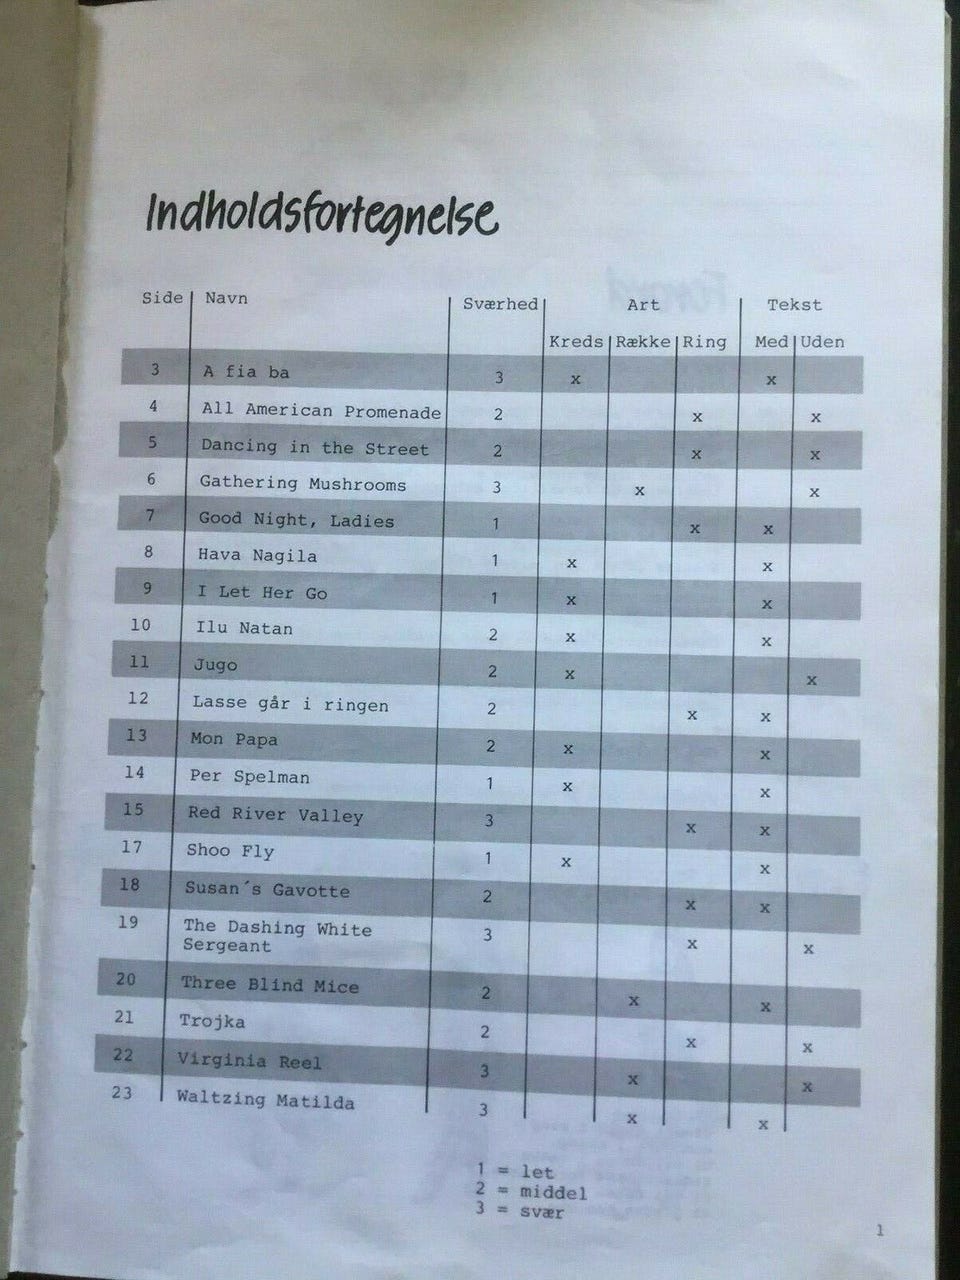 Indholdsfortegnelse
Side Navn Sværhed Art Tekst
Kreds Række Ring Med Uden
3 A fia ba 3 x x
4 All American Promenade 2 x x
5 Dancing in the Street 2 x x
6 Gathering Mushrooms 3 x x
7 Good Night, Ladies 1 x x
8 Hava Nagila 1 x x
9 I Let Her Go 1 x x
10 Ilu Natan 2 x x
11 Jugo 2 x x
12 Lasse går i ringen 2 x x
13 Mon Papa 2 x x
14 Per Spelman 1 x x
15 Red River Valley 3 x x
17 Shoo Fly 1 x x
18 Susan´s Gavotte 2 x x
19 The Dashing White 3 x x
Sergeant
20 Three Blind Mice 2 x x
21 Trojka 2 x x
22 Virginia Reel 3 x x
23 Waltzing Matilda 3 x x
1 = let
2 = middel
3 = svær
1